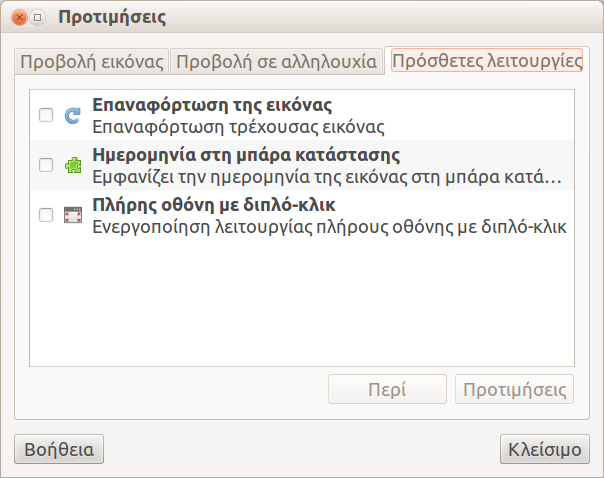 Προτιμήσεις
Προβολή εικόνας Προβολή σε αλληλουχία Πρόσθετες λειτουργίες
Επαναφόρτωση της εικόνας
Επαναφόρτωση τρέχουσας εικόνας
Ημερομηνία στη μπάρα κατάστασης
Εμφανίζει την ημερομηνία της εικόνας στη μπάρα κατά...
Πλήρης οθόνη με διπλό-κλικ
Ενεργοποίηση λειτουργίας πλήρους οθόνης με διπλό-κλικ
Περί Προτιμήσεις
Βοήθεια Κλείσιμο